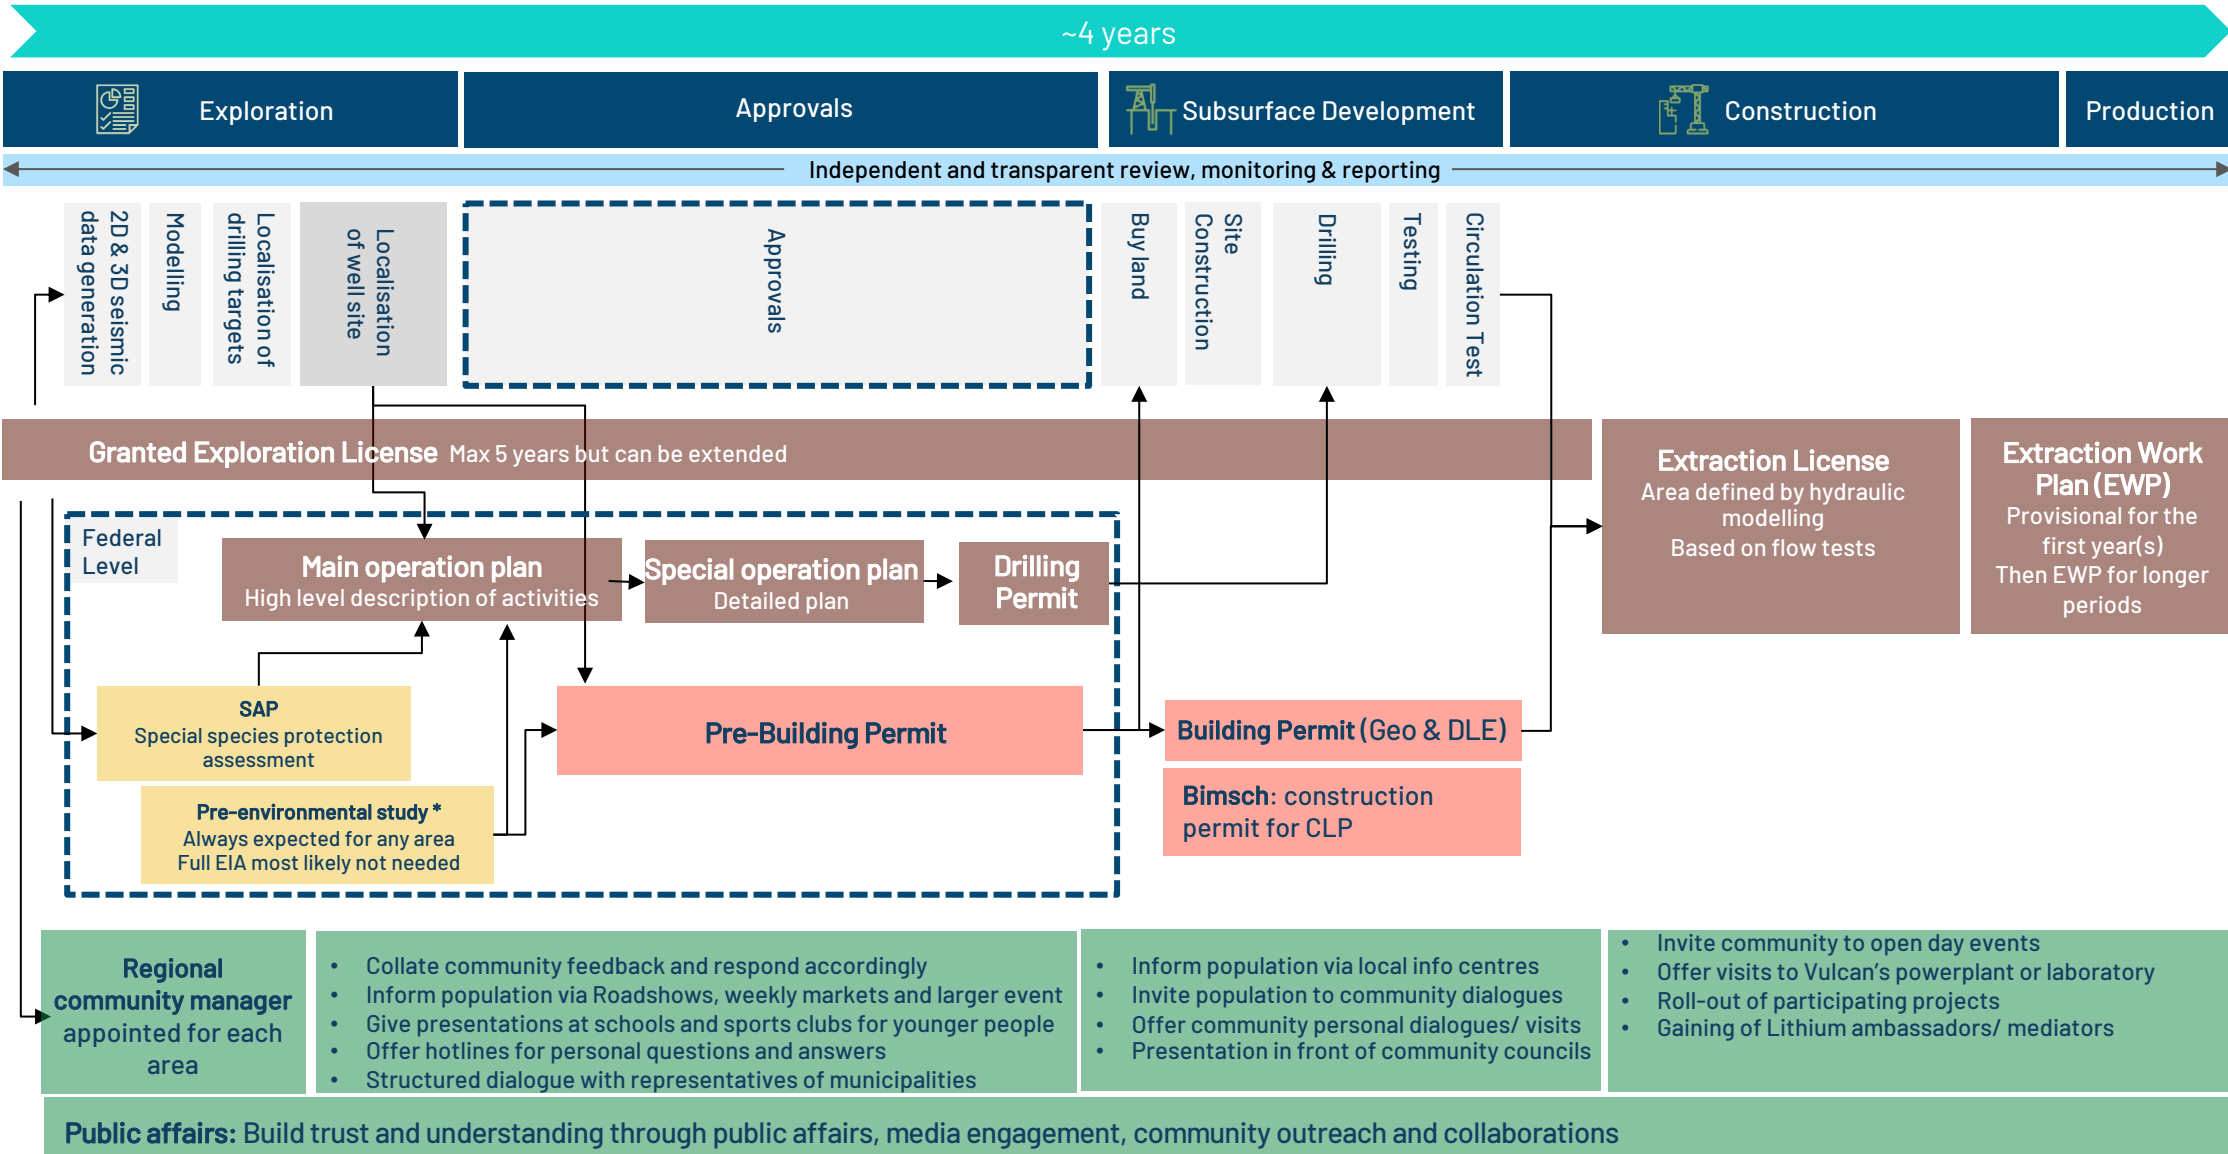 ~4 years
Exploration
Approvals
Subsurface Development
Construction
Production
Independent and transparent review, monitoring & reporting
2D & 3D seismic
data generation
Modelling
Localisation of
drilling targets
Localisation
of well site
Approvals
Buy land
Site
Construction
Drilling
Testing
Circulation Test
Granted Exploration License Max 5 years but can be extended
Extraction License
Area defined by hydraulic
modelling
Based on flow tests
Extraction Work
Plan (EWP)
Provisional for the
first year(s)
Then EWP for longer
periods
Federal
Level
Main operation plan
High level description of activities
Special operation plan
Detailed plan
Drilling
Permit
SAP
Special species protection
assessment
Pre-environmental study *
Always expected for any area
Full EIA most likely not needed
Pre-Building Permit
Building Permit (Geo & DLE)
Bimsch: construction
permit for CLP
Regional
community manager
appointed for each
area
• Collate community feedback and respond accordingly
• Inform population via Roadshows, weekly markets and larger event
• Give presentations at schools and sports clubs for younger people
• Offer hotlines for personal questions and answers
• Structured dialogue with representatives of municipalities
• Inform population via local info centres
• Invite population to community dialogues
• Offer community personal dialogues/ visits
• Presentation in front of community councils
• Invite community to open day events
• Offer visits to Vulcan's powerplant or laboratory
• Roll-out of participating projects
• Gaining of Lithium ambassadors/ mediators
Public affairs: Build trust and understanding through public affairs, media engagement, community outreach and collaborations